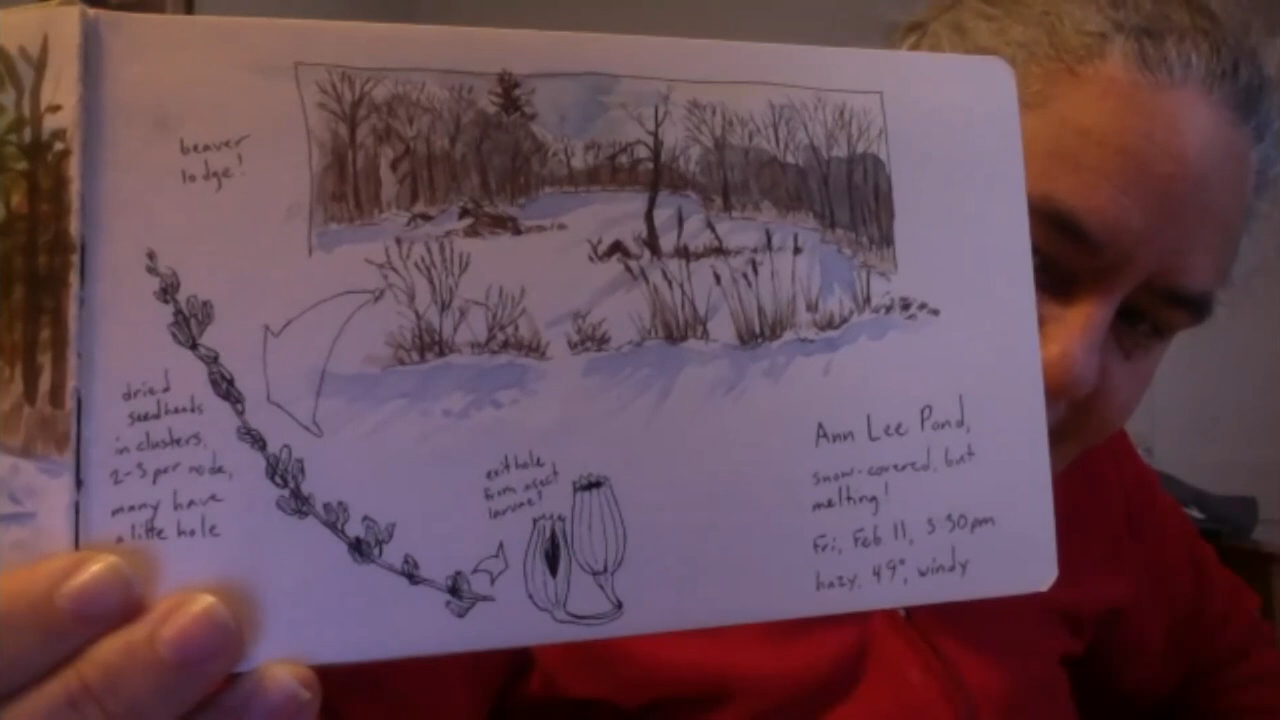 beaver
lodge!
dried
seedheads
in clusters,
2-3 per node,
many have
a little hole
exit hole
from insect
larvae?
Ann Lee Pond,
snow-covered, but
melting!
Fri, Feb. 11, 3:30pm
hazy, 49°, windy